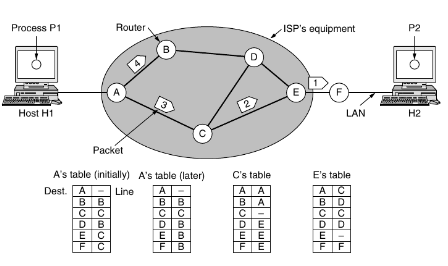 Process P1
Router
ISP's equipment
P2
B
D
4
1
A
E
F
3
2
Host H1
C
LAN
H2
Packet
A's table (initially) A's table (later) C's table E's table
Dest. A – Line A – A A A C
B B B B B A B D
C C C C C – C C
D B D B D E D D
E C E B E E E –
F C F B F E F F